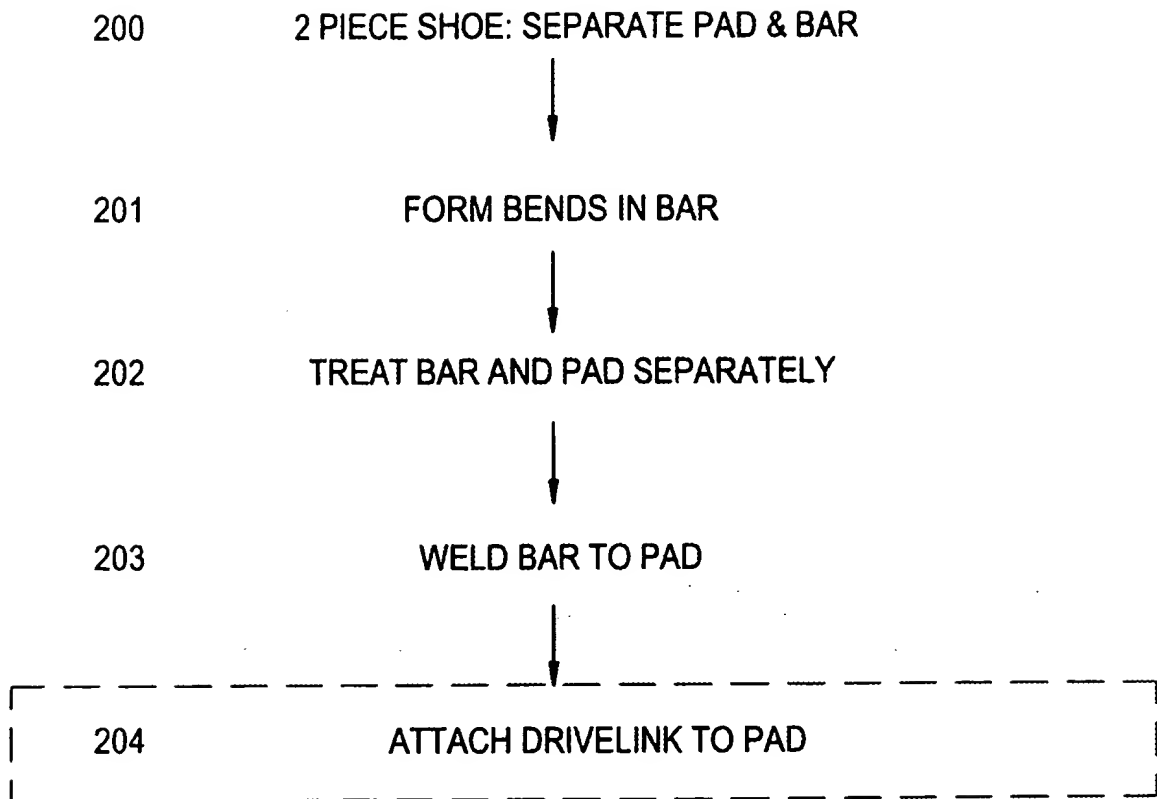 200 2 PIECE SHOE: SEPARATE PAD & BAR
201 FORM BENDS IN BAR
202 TREAT BAR AND PAD SEPARATELY
203 WELD BAR TO PAD
204 ATTACH DRIVELINK TO PAD